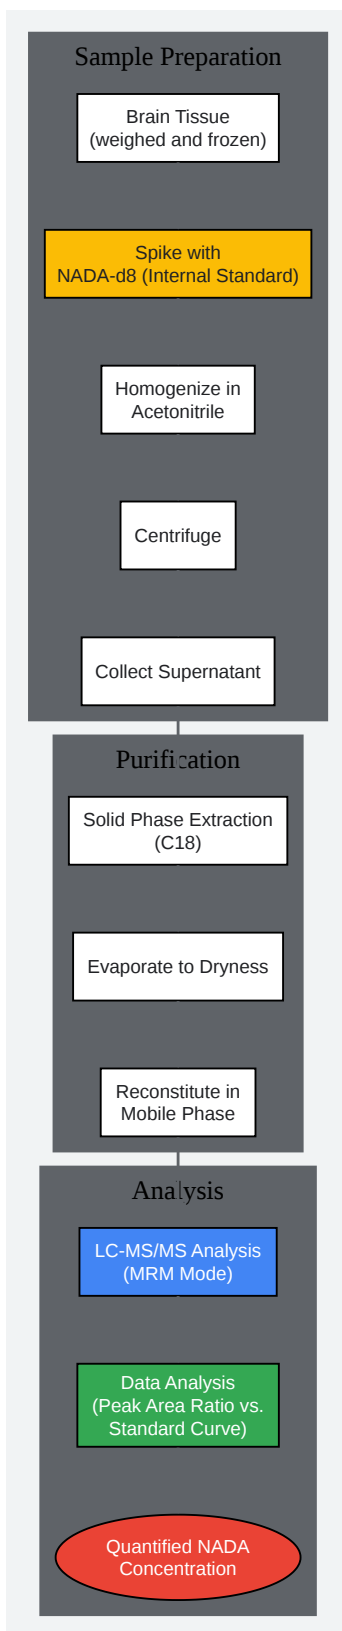 Sample Preparation
Brain Tissue
(weighed and frozen)
Spike with
NADA-d8 (Internal Standard)
Homogenize in
Acetonitrile
Centrifuge
Collect Supernatant
Purification
Solid Phase Extraction
(C18)
Evaporate to Dryness
Reconstitute in
Mobile Phase
Analysis
LC-MS/MS Analysis
(MRM Mode)
Data Analysis
(Peak Area Ratio vs.
Standard Curve)
Quantified NADA
Concentration